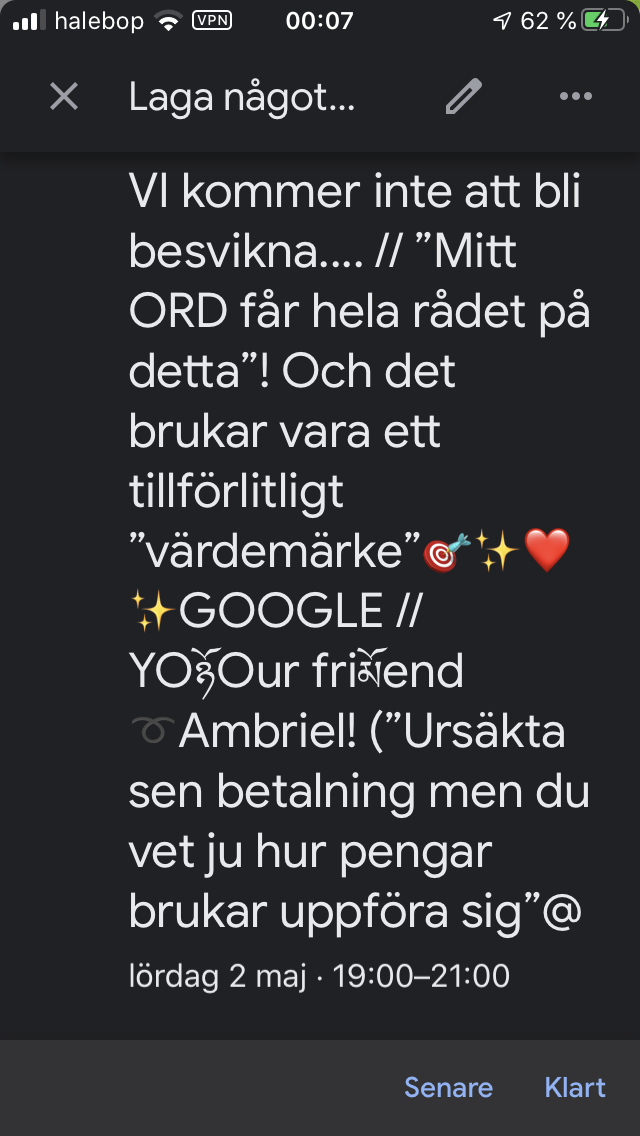 halebop VPN 00:07 62 %
Laga något...
VI kommer inte att bli
besvikna.... // ”Mitt
ORD får hela rådet på
detta”! Och det
brukar vara ett
tillförlitligt
”värdemärke”🎯✨❤️
✨GOOGLE //
YOཉོOur friམོend
➰Ambriel! (”Ursäkta
sen betalning men du
vet ju hur pengar
brukar uppföra sig”@
lördag 2 maj · 19:00–21:00
Senare Klart